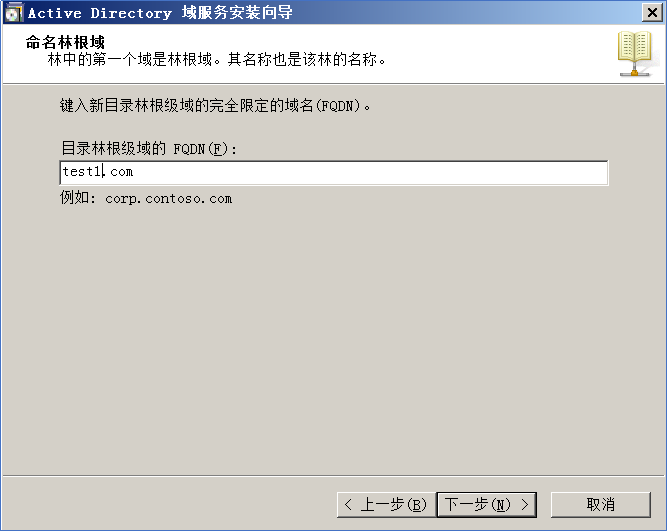 Active Directory 域服务安装向导
命名林根域
林中的第一个域是林根域。其名称也是该林的名称。
键入新目录林根级域的完全限定的域名(FQDN)。
目录林根级域的 FQDN(F):
test1.com
例如: corp.contoso.com
< 上一步(B) 下一步(N) > 取消